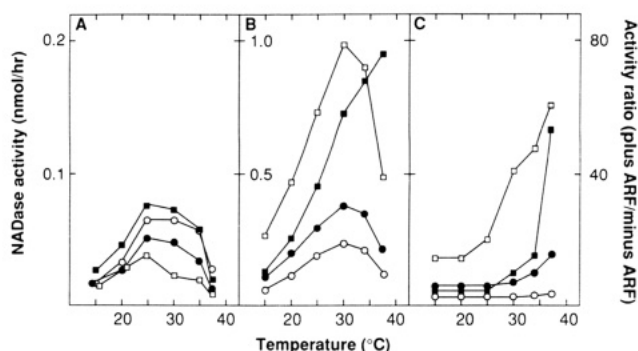 A
B
C
0.2
0.1
1.0
0.5
80
40
NADase activity (nmol/hr)
Activity ratio (plus ARF/minus ARF)
20 30 40
20 30 40
20 30 40
Temperature (°C)